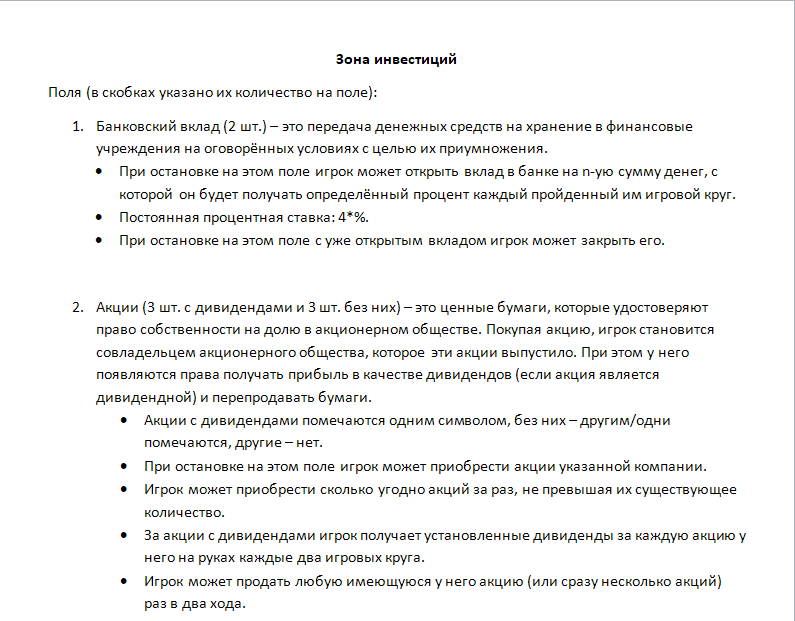 Зона инвестиций
Поля (в скобках указано их количество на поле):
1. Банковский вклад (2 шт.) – это передача денежных средств на хранение в финансовые
учреждения на оговорённых условиях с целью их приумножения.
• При остановке на этом поле игрок может открыть вклад в банке на n-ую сумму денег, с
которой он будет получать определённый процент каждый пройденный им игровой круг.
• Постоянная процентная ставка: 4*%.
• При остановке на этом поле с уже открытым вкладом игрок может закрыть его.
2. Акции (3 шт. с дивидендами и 3 шт. без них) – это ценные бумаги, которые удостоверяют
право собственности на долю в акционерном обществе. Покупая акцию, игрок становится
совладельцем акционерного общества, которое эти акции выпустило. При этом у него
появляются права получать прибыль в качестве дивидендов (если акция является
дивидендной) и перепродавать бумаги.
• Акции с дивидендами помечаются одним символом, без них – другим/одни
помечаются, другие – нет.
• При остановке на этом поле игрок может приобрести акции указанной компании.
• Игрок может приобрести сколько угодно акций за раз, не превышая их существующее
количество.
• За акции с дивидендами игрок получает установленные дивиденды за каждую акцию у
него на руках каждые два игровых круга.
• Игрок может продать любую имеющуюся у него акцию (или сразу несколько акций)
раз в два хода.